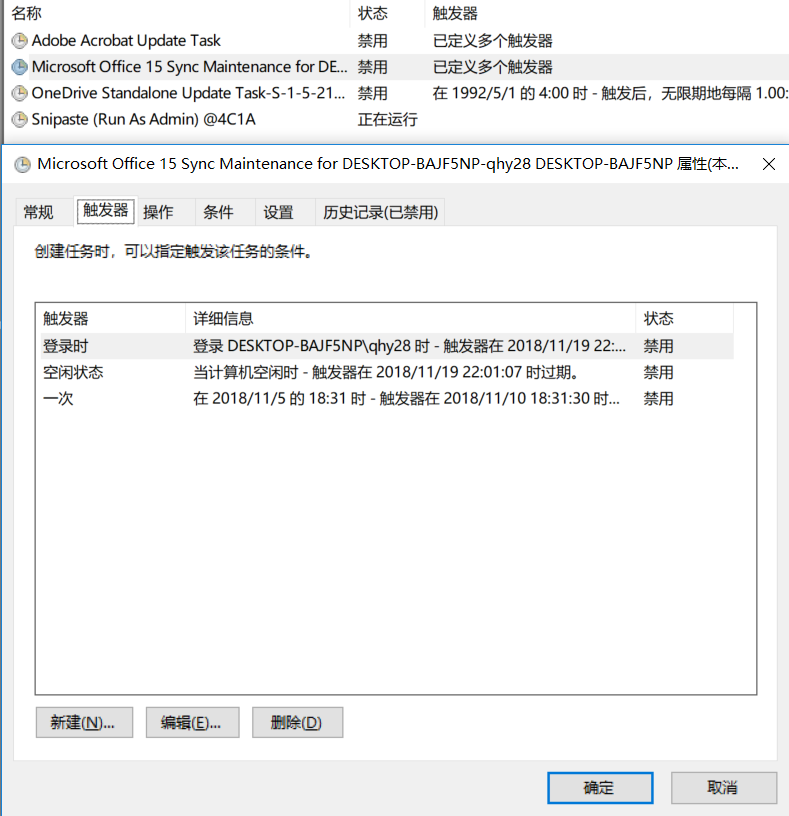 名称 状态 触发器
Adobe Acrobat Update Task 禁用 已定义多个触发器
Microsoft Office 15 Sync Maintenance for DE... 禁用 已定义多个触发器
OneDrive Standalone Update Task-S-1-5-21... 禁用 在 1992/5/1 的 4:00 时 - 触发后，无限期地每隔 1.00:
Snipaste (Run As Admin) @4C1A 正在运行
Microsoft Office 15 Sync Maintenance for DESKTOP-BAJF5NP-qhy28 DESKTOP-BAJF5NP 属性(本...
常规 触发器 操作 条件 设置 历史记录(已禁用)
创建任务时，可以指定触发该任务的条件。
触发器 详细信息 状态
登录时 登录 DESKTOP-BAJF5NP\qhy28 时 - 触发器在 2018/11/19 22:... 禁用
空闲状态 当计算机空闲时 - 触发器在 2018/11/19 22:01:07 时过期。 禁用
一次 在 2018/11/5 的 18:31 时 - 触发器在 2018/11/10 18:31:30 时... 禁用
新建(N)... 编辑(E)... 删除(D)
确定 取消